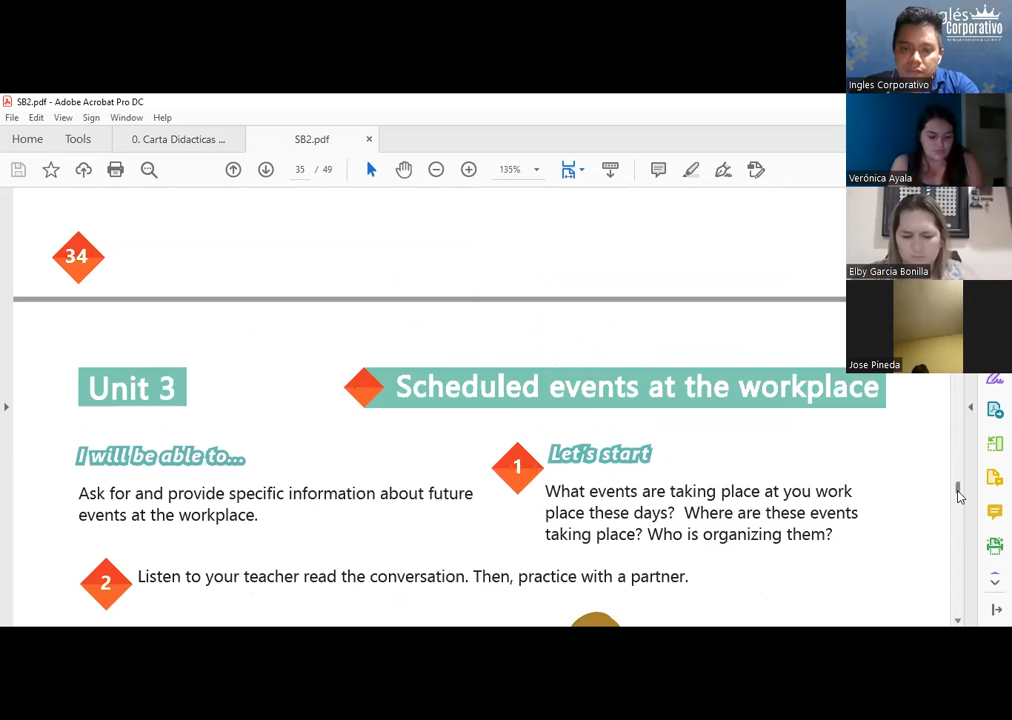 SB2.pdf - Adobe Acrobat Pro DC
File Edit View Sign Window Help
Home Tools 0. Carta Didacticas ... SB2.pdf ×
35 / 49 135%
34
Unit 3
Scheduled events at the workplace
I will be able to...
Ask for and provide specific information about future
events at the workplace.
1 Let's start
What events are taking place at you work
place these days? Where are these events
taking place? Who is organizing them?
2 Listen to your teacher read the conversation. Then, practice with a partner.
glés
Corporativo
Ingles Corporativo
Verónica Ayala
Elby Garcia Bonilla
Jose Pineda